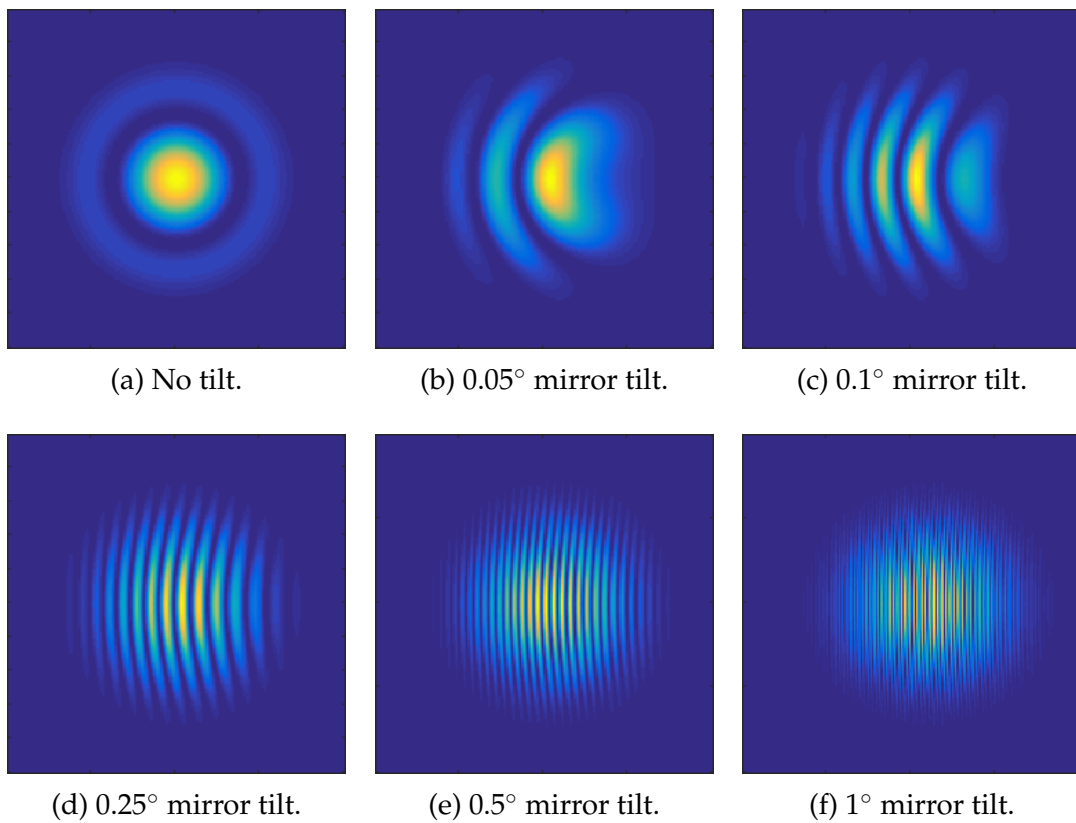 (a) No tilt.
(b) 0.05° mirror tilt.
(c) 0.1° mirror tilt.
(d) 0.25° mirror tilt.
(e) 0.5° mirror tilt.
(f) 1° mirror tilt.